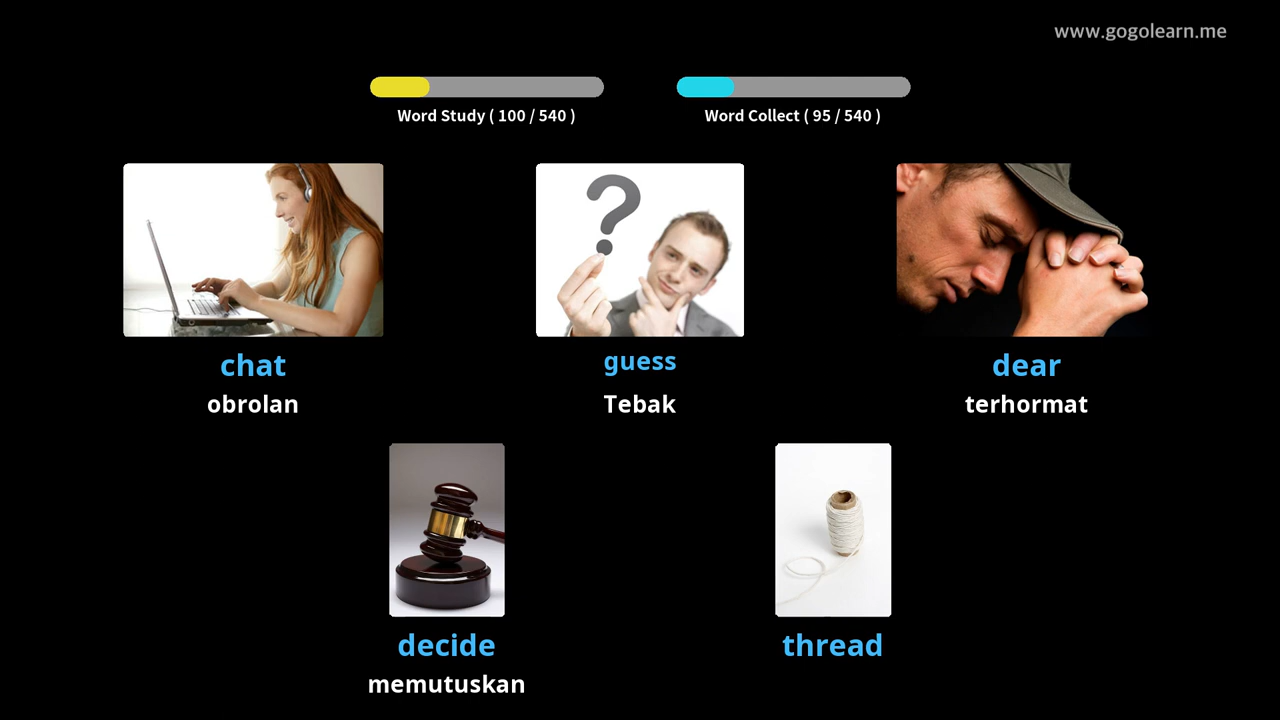 www.gogolearn.me
Word Study ( 100 / 540 )
Word Collect ( 95 / 540 )
chat
obrolan
guess
Tebak
dear
terhormat
decide
memutuskan
thread